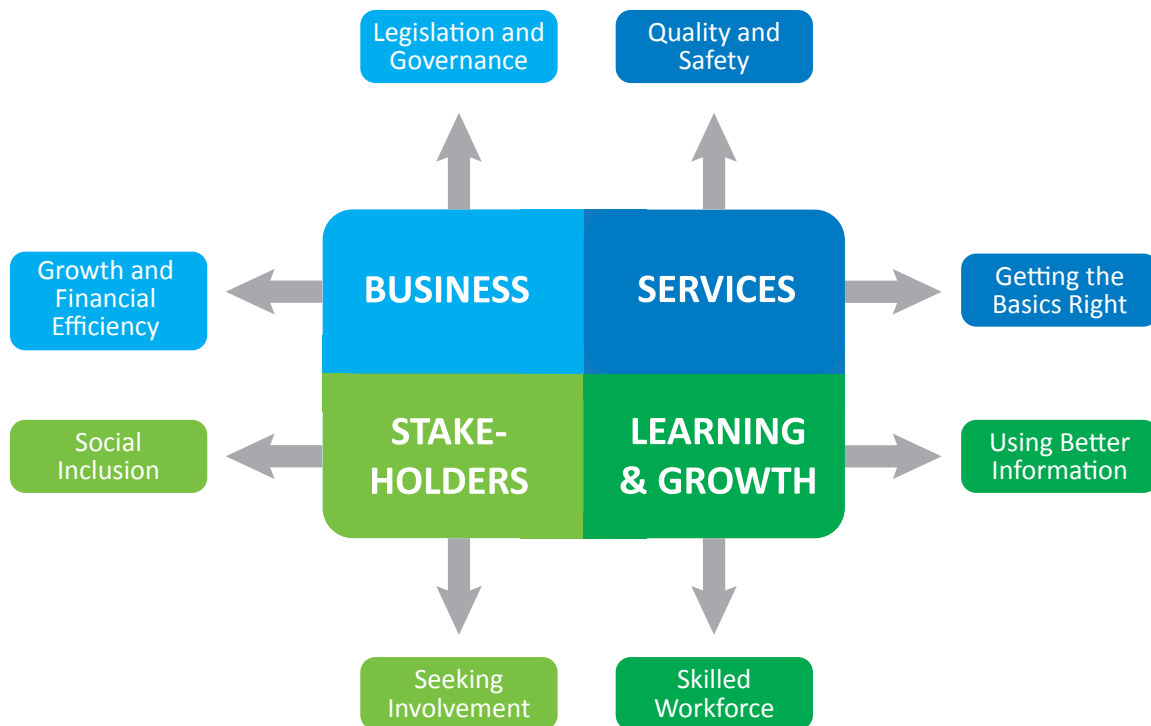 Legislation and
Governance
Quality and
Safety
Growth and
Financial
Efficiency
BUSINESS
SERVICES
Getting the
Basics Right
Social
Inclusion
STAKE-
HOLDERS
LEARNING
& GROWTH
Using Better
Information
Seeking
Involvement
Skilled
Workforce